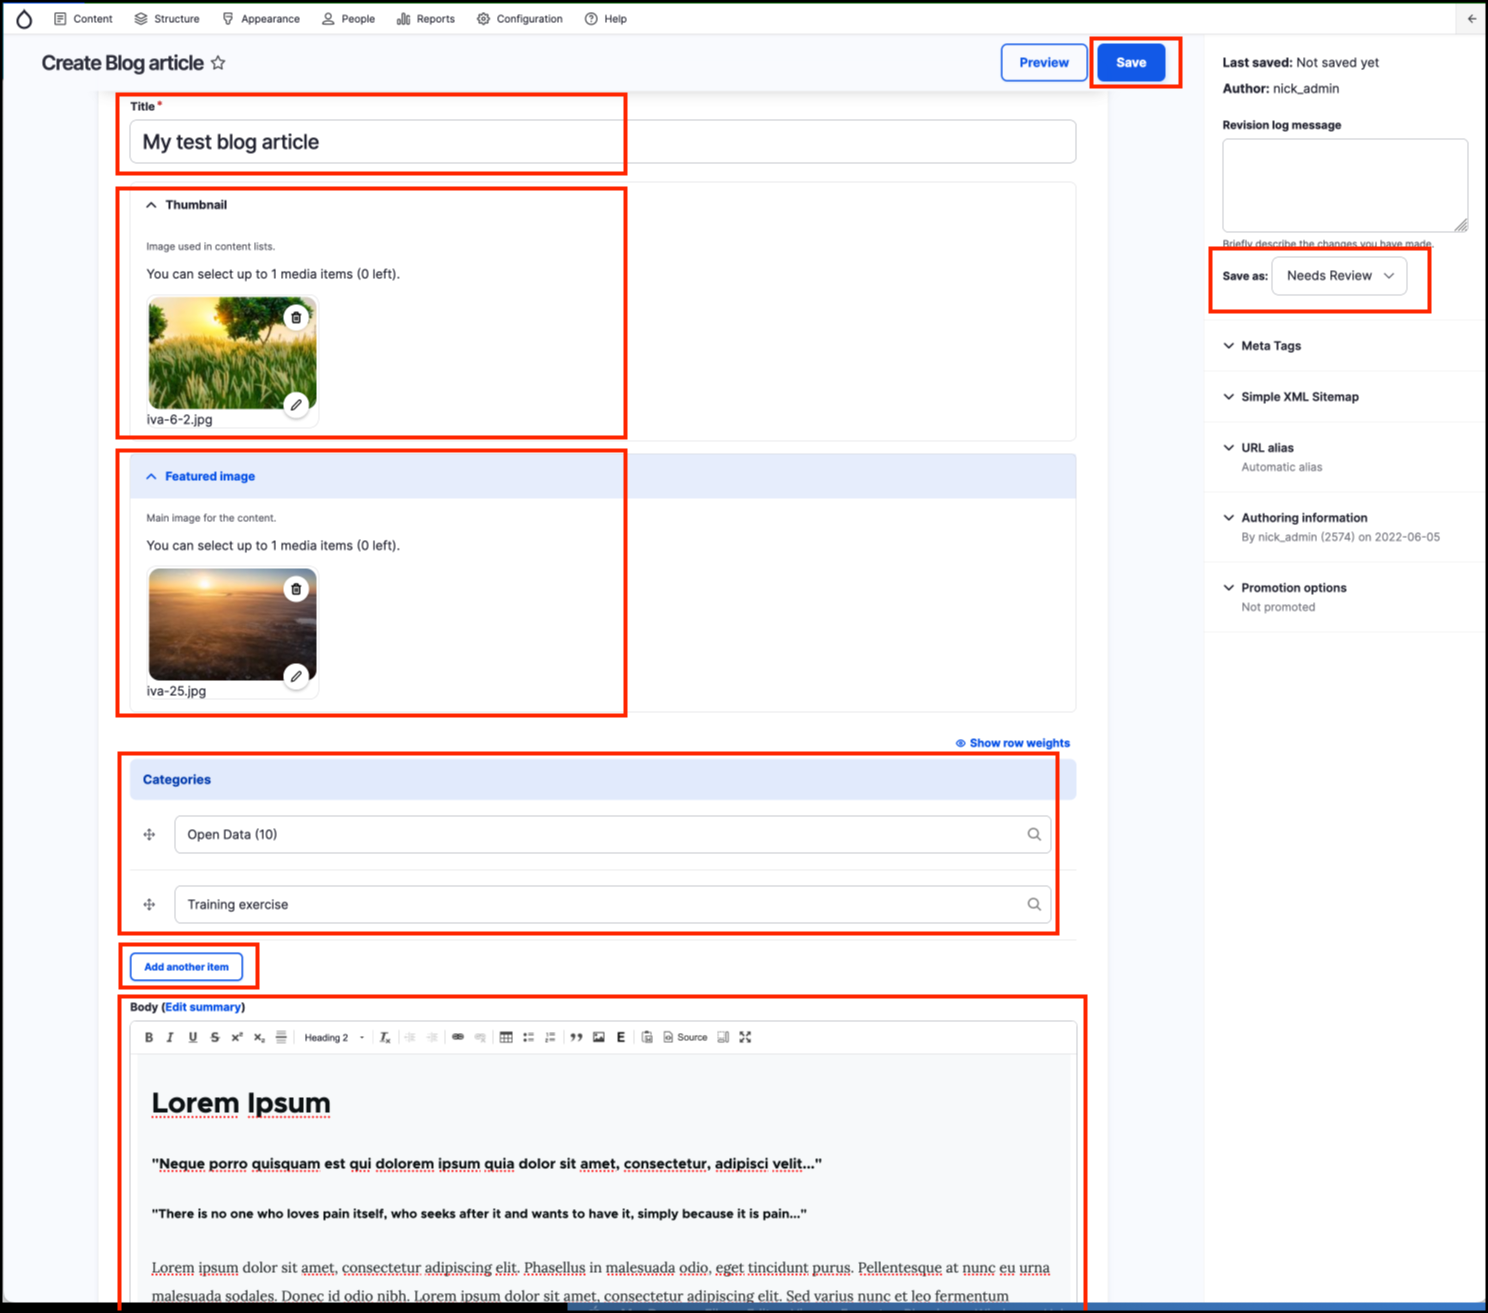 Content Structure Appearance People Reports Configuration Help
Create Blog article
Preview
Save
Title*
My test blog article
Thumbnail
Image used in content lists.
You can select up to 1 media items (0 left).
iva-6-2.jpg
Featured image
Main image for the content.
You can select up to 1 media items (0 left).
iva-25.jpg
Show row weights
Categories
Open Data (10)
Training exercise
Add another item
Body (Edit summary)
B I U S x² x₂ Heading 2 Tx E Source
Lorem Ipsum
"Neque porro quisquam est qui dolorem ipsum quia dolor sit amet, consectetur, adipisci velit..."
"There is no one who loves pain itself, who seeks after it and wants to have it, simply because it is pain..."
Lorem ipsum dolor sit amet, consectetur adipiscing elit. Phasellus in malesuada odio, eget tincidunt purus. Pellentesque at nunc eu urna
malesuada sodales. Donec id odio nibh. Lorem ipsum dolor sit amet, consectetur adipiscing elit. Sed varius nunc et leo fermentum
Last saved: Not saved yet
Author: nick_admin
Revision log message
Briefly describe the changes you have made.
Save as: Needs Review
Meta Tags
Simple XML Sitemap
URL alias
Automatic alias
Authoring information
By nick_admin (2574) on 2022-06-05
Promotion options
Not promoted